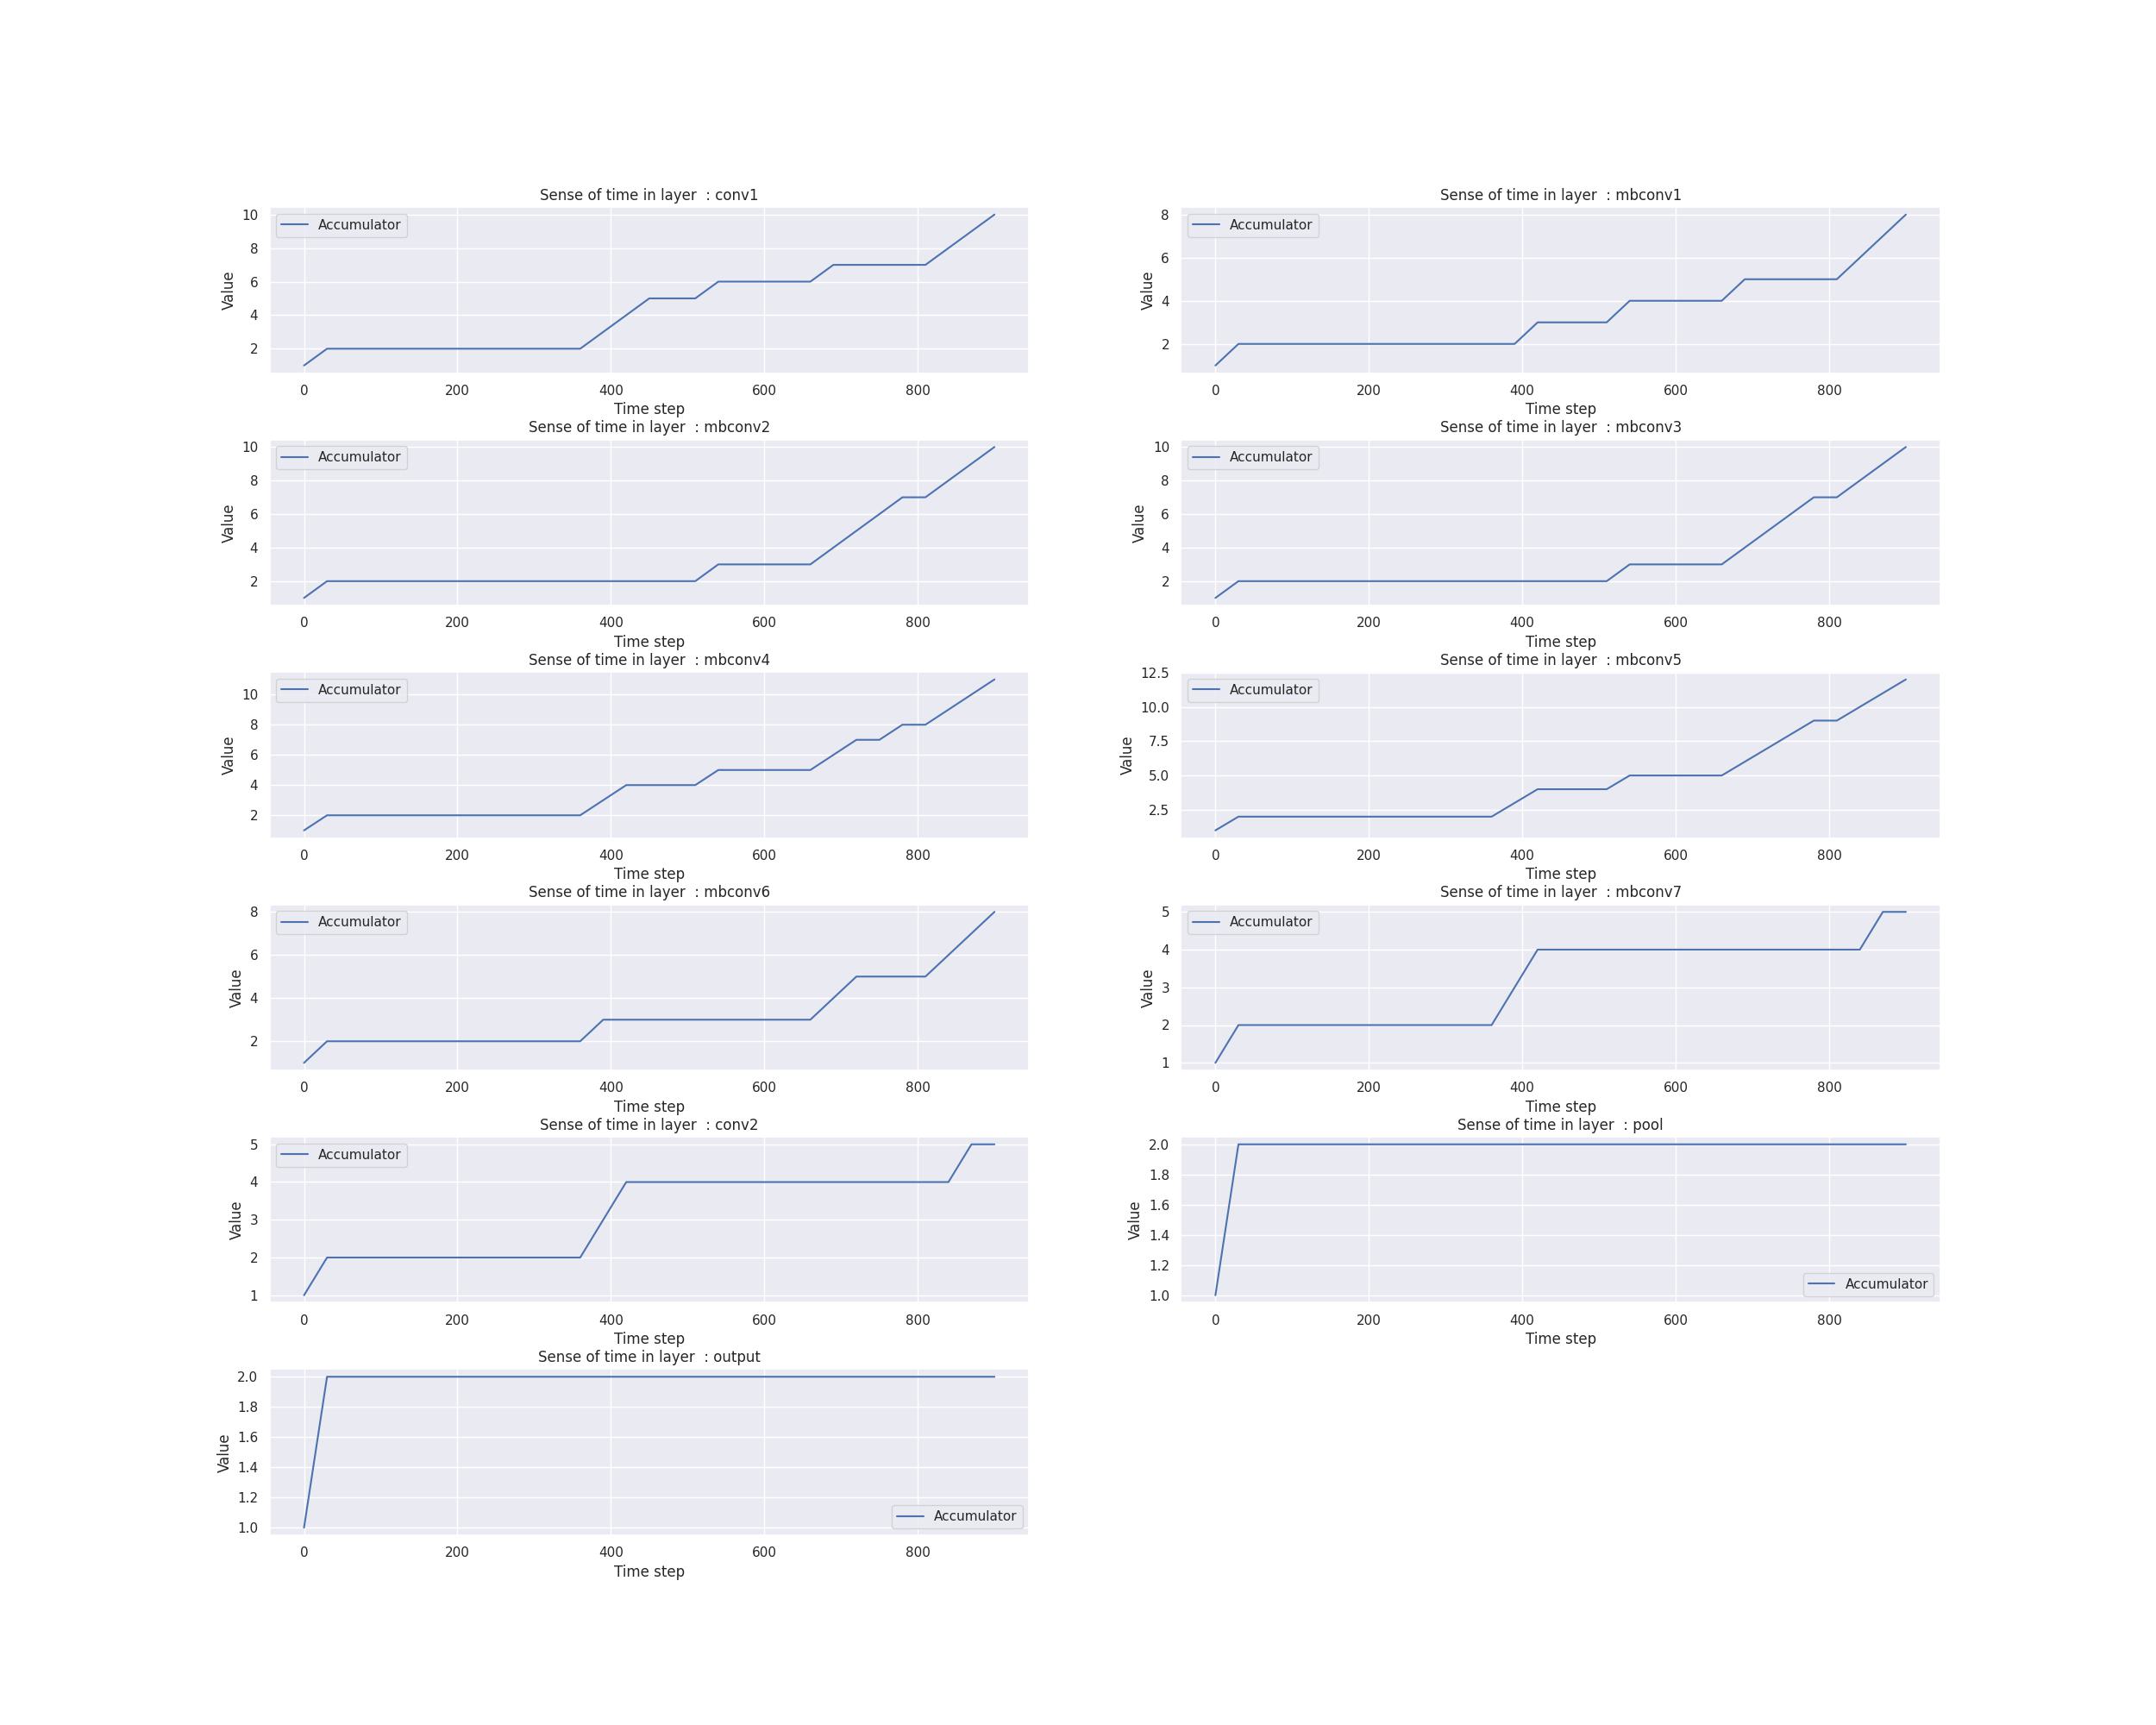 Sense of time in layer  : conv1
Accumulator
Value
10
8
6
4
2
0 200 400 600 800
Time step
Sense of time in layer  : mbconv1
Accumulator
Value
8
6
4
2
0 200 400 600 800
Time step
Sense of time in layer  : mbconv2
Accumulator
Value
10
8
6
4
2
0 200 400 600 800
Time step
Sense of time in layer  : mbconv3
Accumulator
Value
10
8
6
4
2
0 200 400 600 800
Time step
Sense of time in layer  : mbconv4
Accumulator
Value
10
8
6
4
2
0 200 400 600 800
Time step
Sense of time in layer  : mbconv5
Accumulator
Value
12.5
10.0
7.5
5.0
2.5
0 200 400 600 800
Time step
Sense of time in layer  : mbconv6
Accumulator
Value
8
6
4
2
0 200 400 600 800
Time step
Sense of time in layer  : mbconv7
Accumulator
Value
5
4
3
2
1
0 200 400 600 800
Time step
Sense of time in layer  : conv2
Accumulator
Value
5
4
3
2
1
0 200 400 600 800
Time step
Sense of time in layer  : pool
Value
2.0
1.8
1.6
1.4
1.2
1.0
Accumulator
0 200 400 600 800
Time step
Sense of time in layer  : output
Value
2.0
1.8
1.6
1.4
1.2
1.0
Accumulator
0 200 400 600 800
Time step